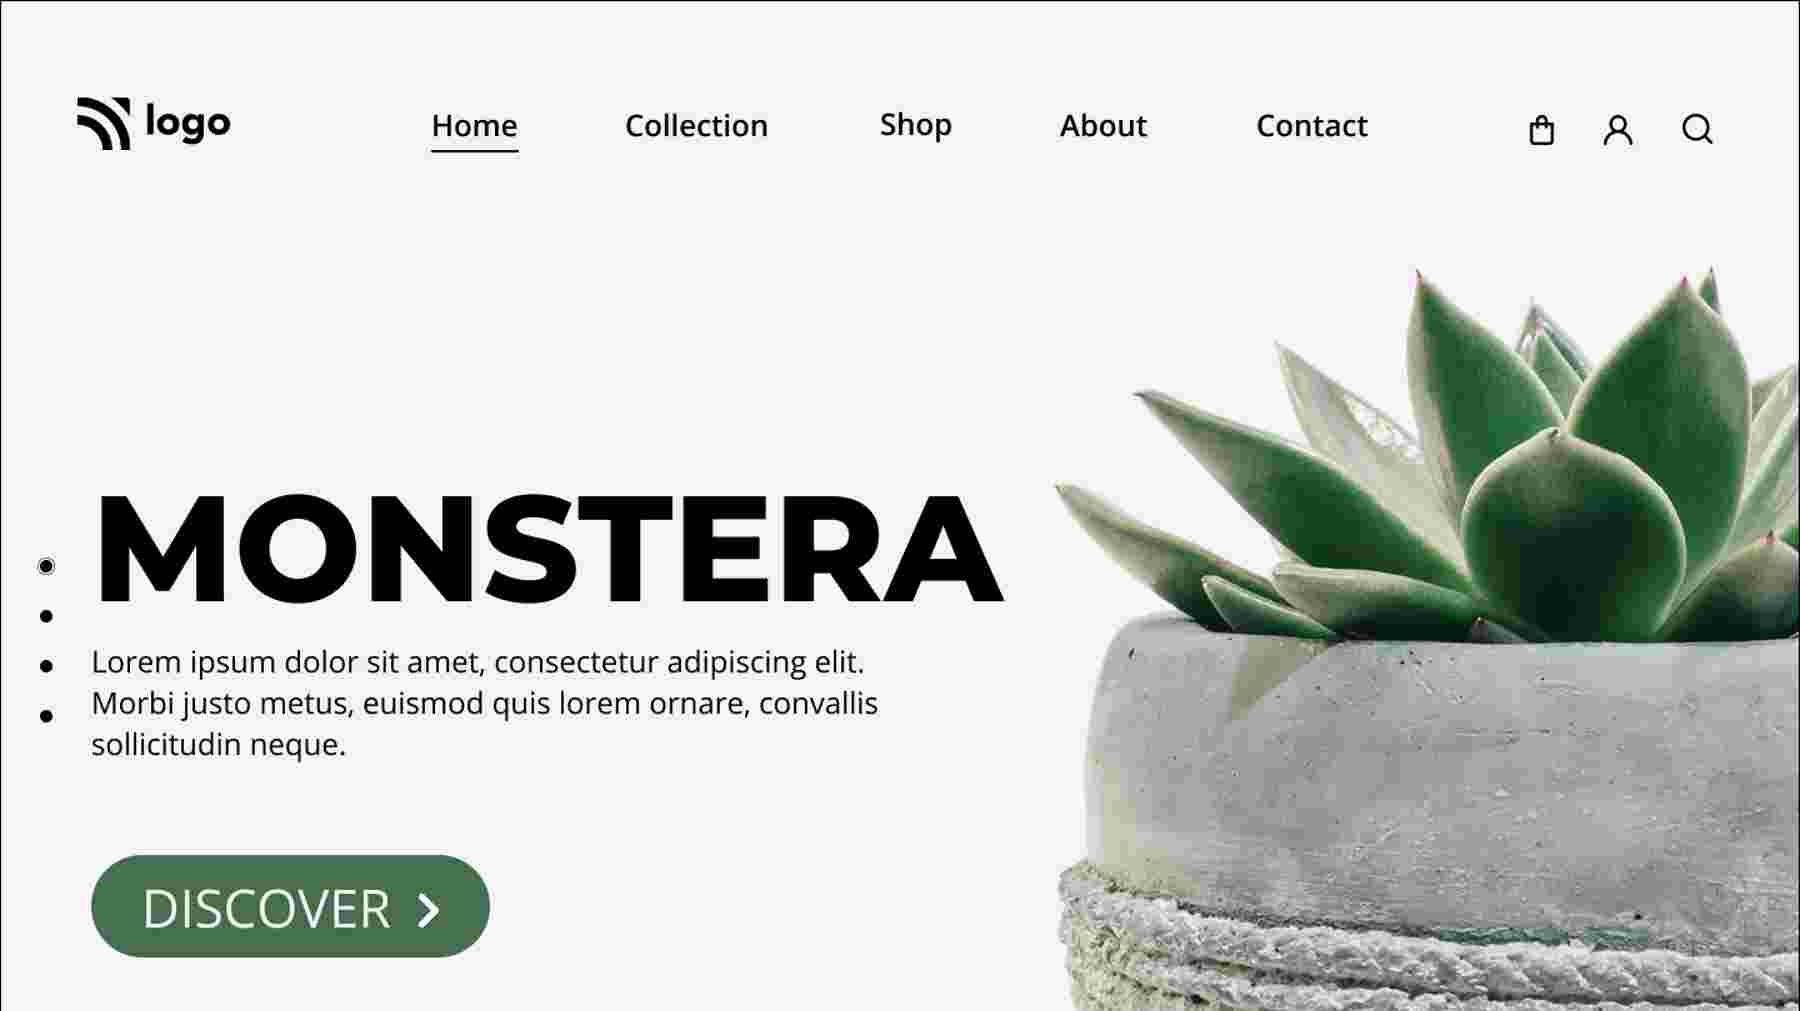 logo
Home
Collection
Shop
About
Contact
MONSTERA
Lorem ipsum dolor sit amet, consectetur adipiscing elit.
Morbi justo metus, euismod quis lorem ornare, convallis
sollicitudin neque.
DISCOVER